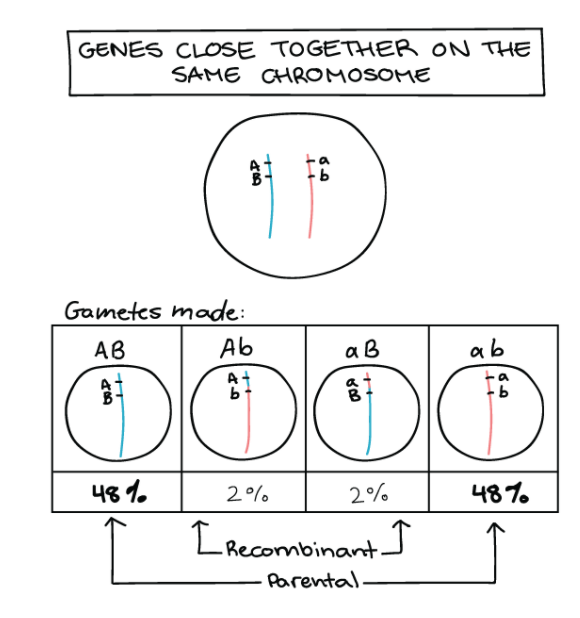 GENES CLOSE TOGETHER ON THE
SAME CHROMOSOME
A a
B b
Gametes made:
AB Ab aB ab
A A a a
B b B b
48% 2% 2% 48%
Recombinant
Parental